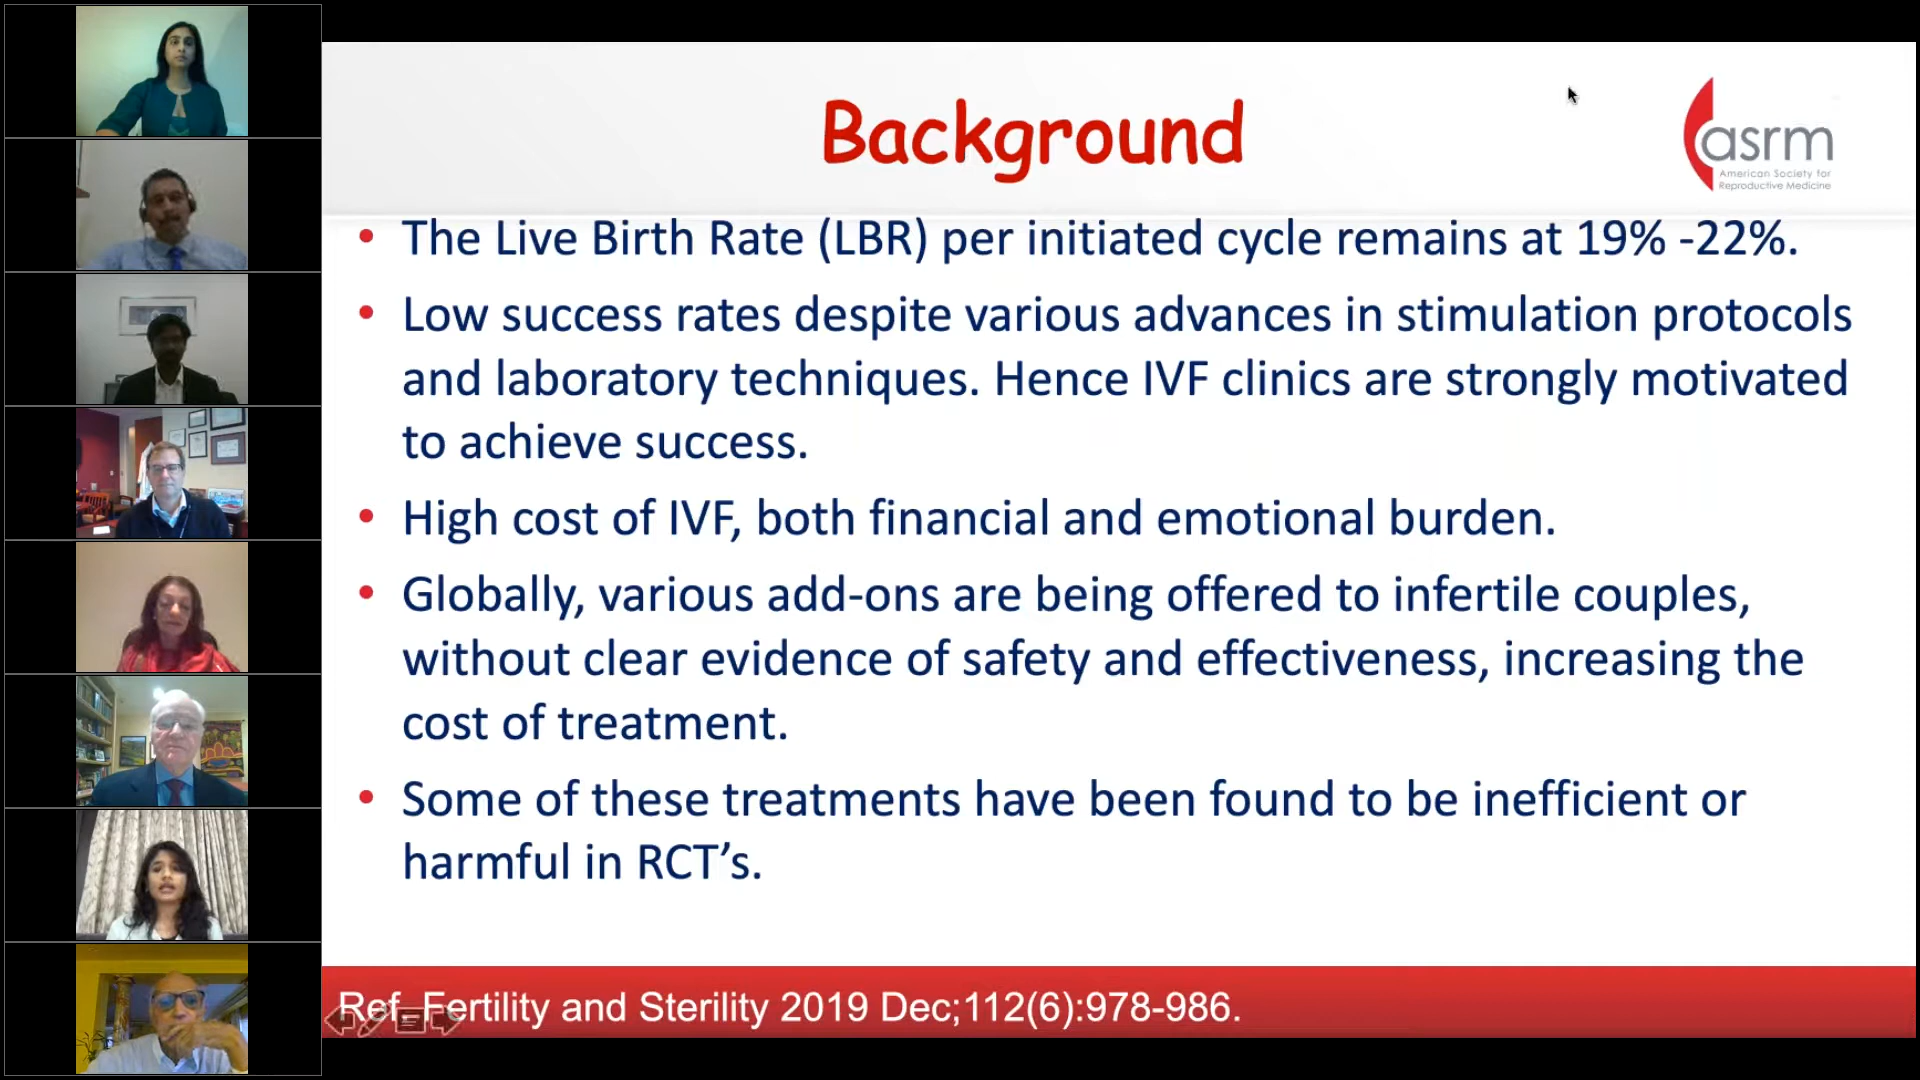 Background
asrm
American Society for
Reproductive Medicine
• The Live Birth Rate (LBR) per initiated cycle remains at 19% -22%.
• Low success rates despite various advances in stimulation protocols
and laboratory techniques. Hence IVF clinics are strongly motivated
to achieve success.
• High cost of IVF, both financial and emotional burden.
• Globally, various add-ons are being offered to infertile couples,
without clear evidence of safety and effectiveness, increasing the
cost of treatment.
• Some of these treatments have been found to be inefficient or
harmful in RCT’s.
Ref- Fertility and Sterility 2019 Dec;112(6):978-986.